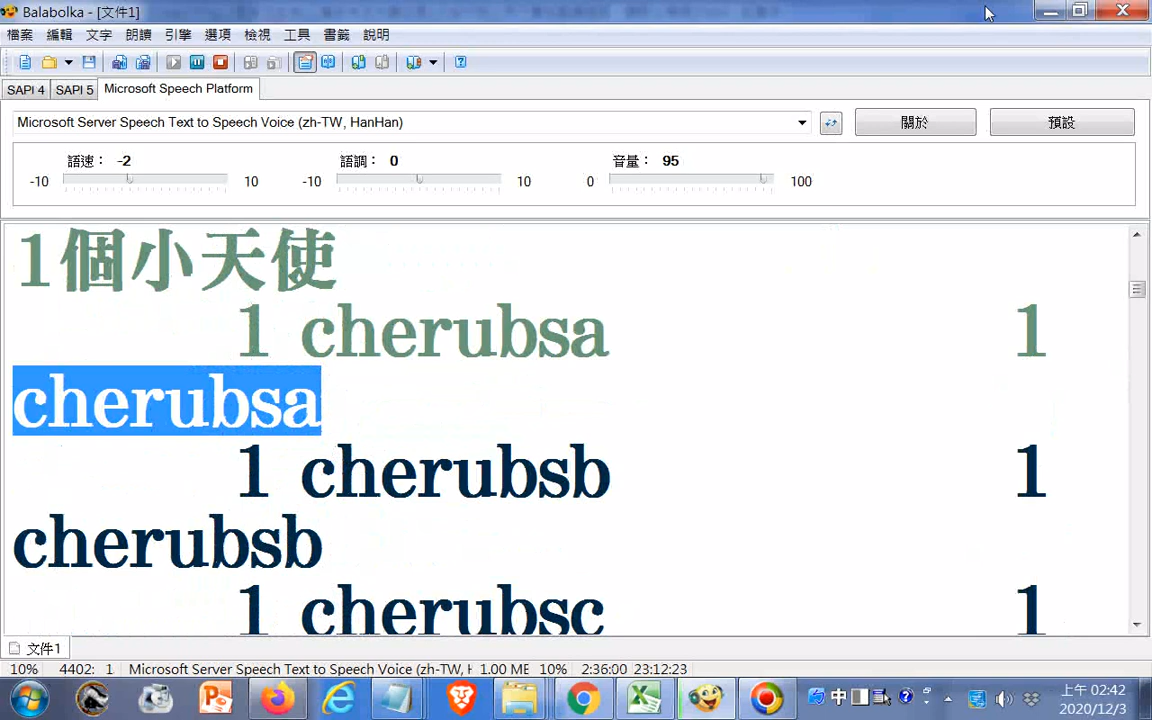 Balabolka - [文件1]
檔案 編輯 文字 朗讀 引擎 選項 檢視 工具 書籤 說明
SAPI 4 SAPI 5 Microsoft Speech Platform
Microsoft Server Speech Text to Speech Voice (zh-TW, HanHan) 關於 預設
語速： -2 語調： 0 音量： 95
-10 10 -10 10 0 100
1個小天使
1 cherubsa 1
cherubsa
1 cherubsb 1
cherubsb
1 cherubsc 1
文件1
10% 4402: 1 Microsoft Server Speech Text to Speech Voice (zh-TW, H 1.00 ME 10% 2:36:00 23:12:23
中 上午 02:42
2020/12/3